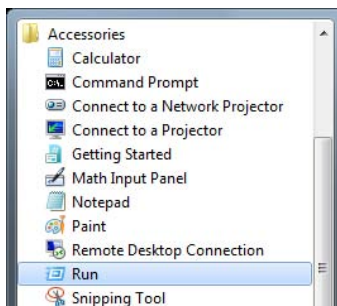 Accessories
Calculator
Command Prompt
Connect to a Network Projector
Connect to a Projector
Getting Started
Math Input Panel
Notepad
Paint
Remote Desktop Connection
Run
Snipping Tool